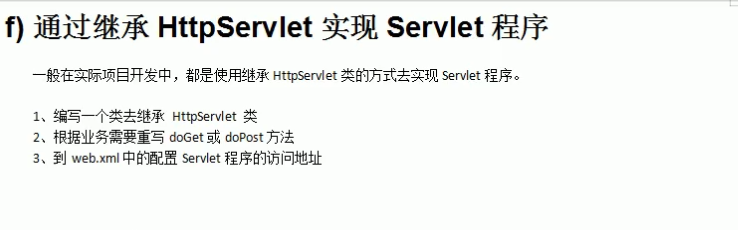 f) 通过继承 HttpServlet 实现 Servlet 程序
一般在实际项目开发中，都是使用继承 HttpServlet 类的方式去实现 Servlet 程序。
1、编写一个类去继承 HttpServlet 类
2、根据业务需要重写 doGet 或 doPost 方法
3、到 web.xml 中的配置 Servlet 程序的访问地址